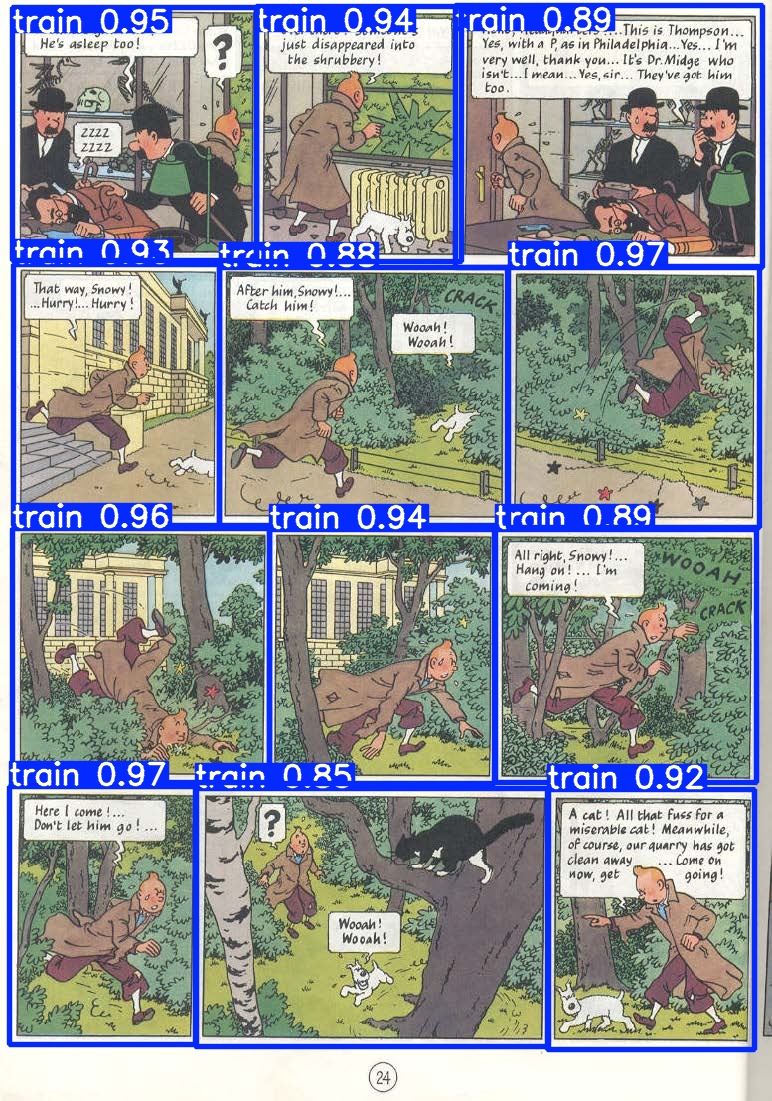 train 0.95
He's asleep too!
?
ZZZZ
ZZZZ
train 0.94
just disappeared into
the shrubbery!
train 0.89
....This is Thompson...
Yes, with a P, as in Philadelphia... Yes... I'm
very well, thank you... It's Dr. Midge who
isn't... I mean... Yes, sir... They've got him
too.
train 0.93
That way, Snowy!
...Hurry!... Hurry!
train 0.88
After him, Snowy!...
Catch him!
CRACK
Wooah!
Wooah!
train 0.97
train 0.96
train 0.94
train 0.89
All right, Snowy!...
Hang on! ... I'm
coming!
WOOAH
CRACK
train 0.97
Here I come!...
Don't let him go! ...
train 0.85
?
Wooah!
Wooah!
train 0.92
A cat! All that fuss for a
miserable cat! Meanwhile,
of course, our quarry has got
clean away ... Come on
now, get going!
24